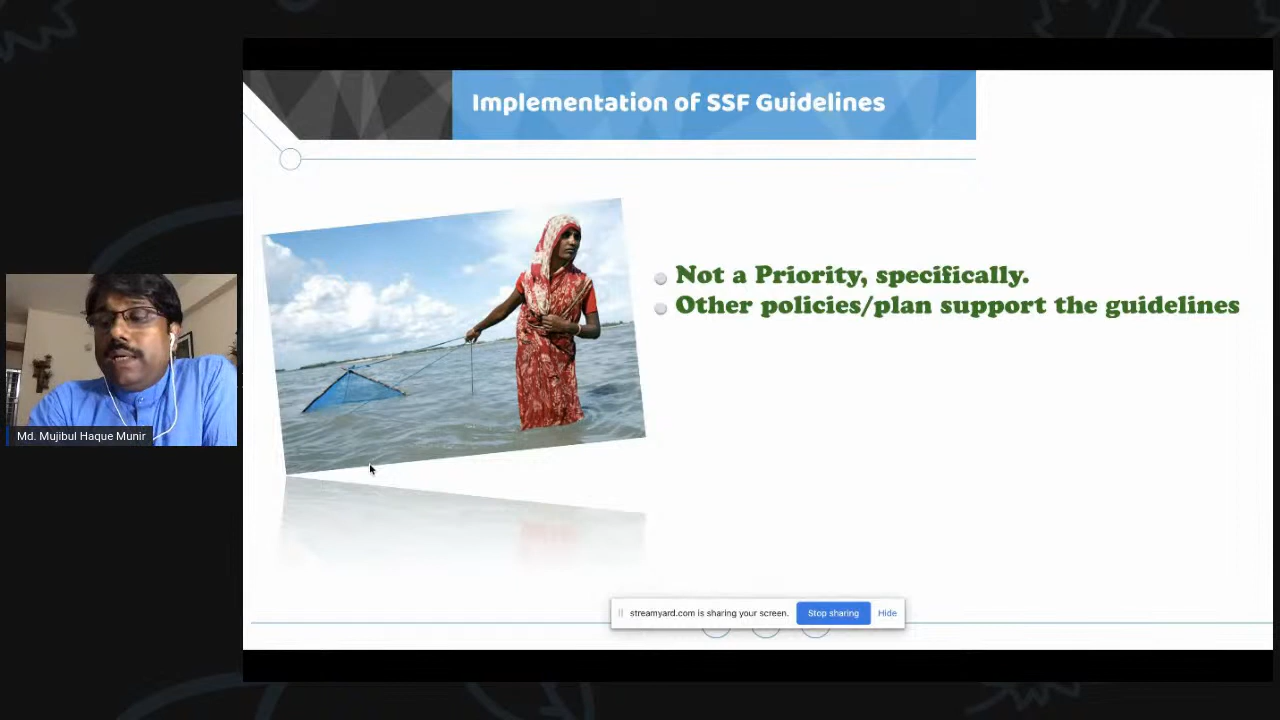 Implementation of SSF Guidelines
Not a Priority, specifically.
Other policies/plan support the guidelines
Md. Mujibul Haque Munir
streamyard.com is sharing your screen. Stop sharing Hide